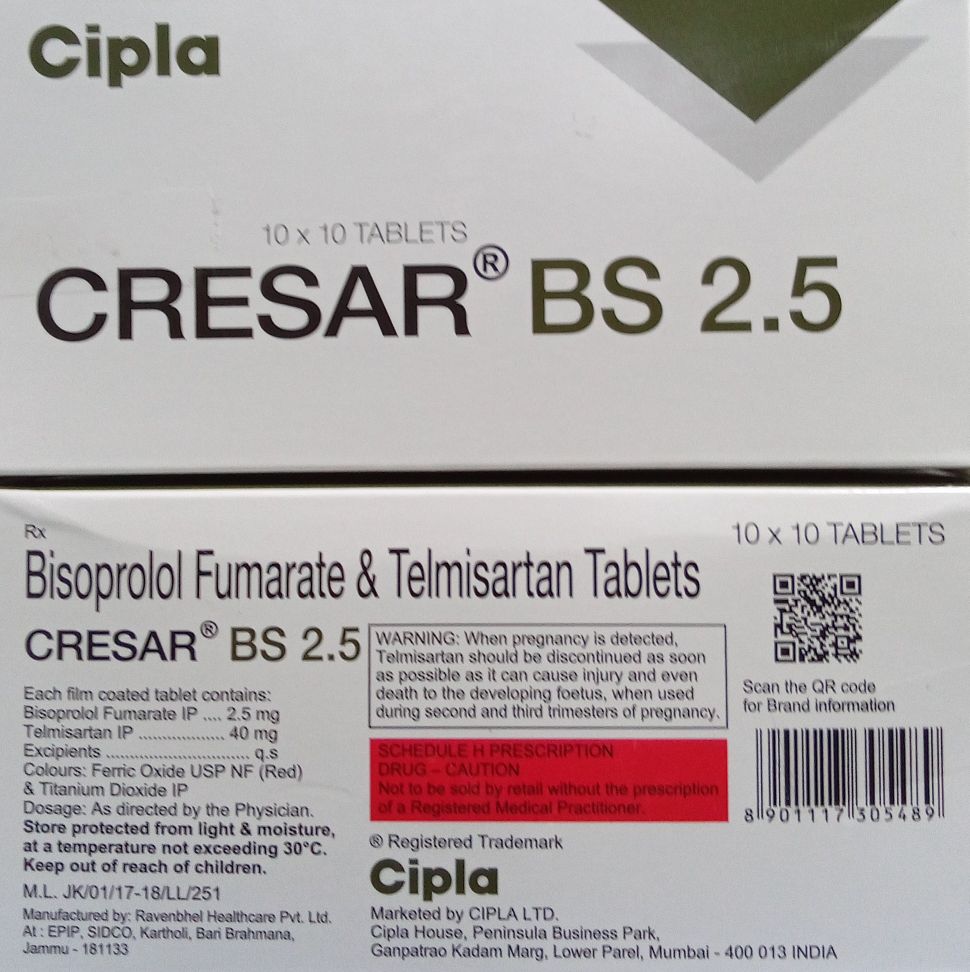 Cipla
10 x 10 TABLETS
CRESAR® BS 2.5
Rx
10 x 10 TABLETS
Bisoprolol Fumarate & Telmisartan Tablets
CRESAR® BS 2.5
Each film coated tablet contains:
Bisoprolol Fumarate IP .... 2.5 mg
Telmisartan IP .................. 40 mg
Excipients ............................ q.s
Colours: Ferric Oxide USP NF (Red)
& Titanium Dioxide IP
Dosage: As directed by the Physician.
Store protected from light & moisture,
at a temperature not exceeding 30°C.
Keep out of reach of children.
M.L. JK/01/17-18/LL/251
Manufactured by: Ravenbhel Healthcare Pvt. Ltd.
At : EPIP, SIDCO, Kartholi, Bari Brahmana,
Jammu - 181133
WARNING: When pregnancy is detected,
Telmisartan should be discontinued as soon
as possible as it can cause injury and even
death to the developing foetus, when used
during second and third trimesters of pregnancy.
SCHEDULE H PRESCRIPTION
DRUG – CAUTION
Not to be sold by retail without the prescription
of a Registered Medical Practitioner.
® Registered Trademark
Cipla
Marketed by CIPLA LTD.
Cipla House, Peninsula Business Park,
Ganpatrao Kadam Marg, Lower Parel, Mumbai - 400 013 INDIA
Scan the QR code
for Brand information
8 901117 305489